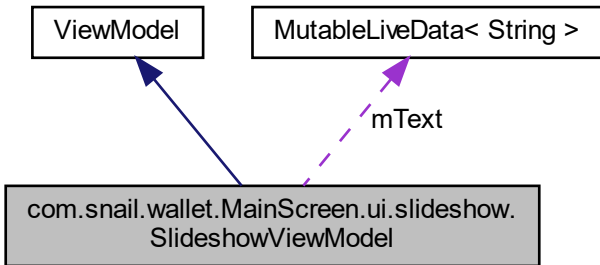 ViewModel
MutableLiveData< String >
mText
com.snail.wallet.MainScreen.ui.slideshow.
SlideshowViewModel